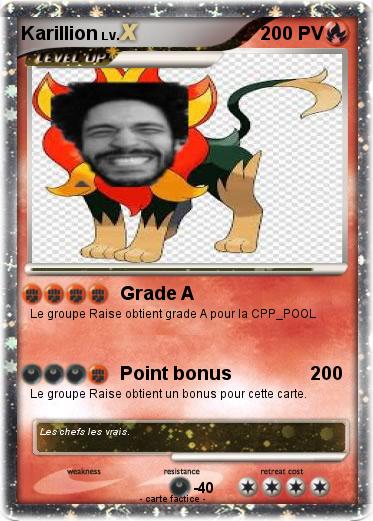 Karillion LV.X 200 PV
LEVEL-UP
Grade A
Le groupe Raise obtient grade A pour la CPP_POOL
Point bonus 200
Le groupe Raise obtient un bonus pour cette carte.
Les chefs les vrais.
weakness resistance retreat cost
-40
- carte factice -